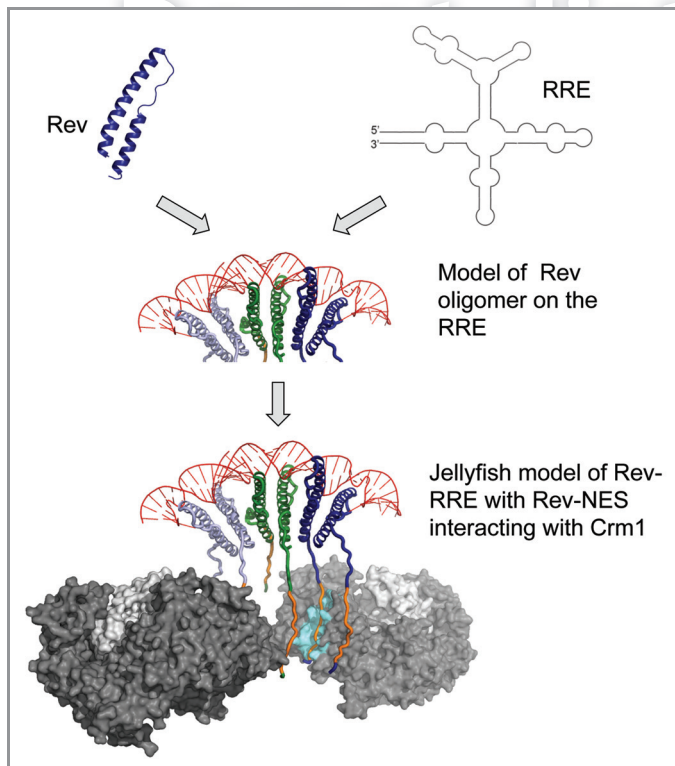 Rev
RRE
5'
3'
Model of Rev
oligomer on the
RRE
Jellyfish model of Rev-
RRE with Rev-NES
interacting with Crm1